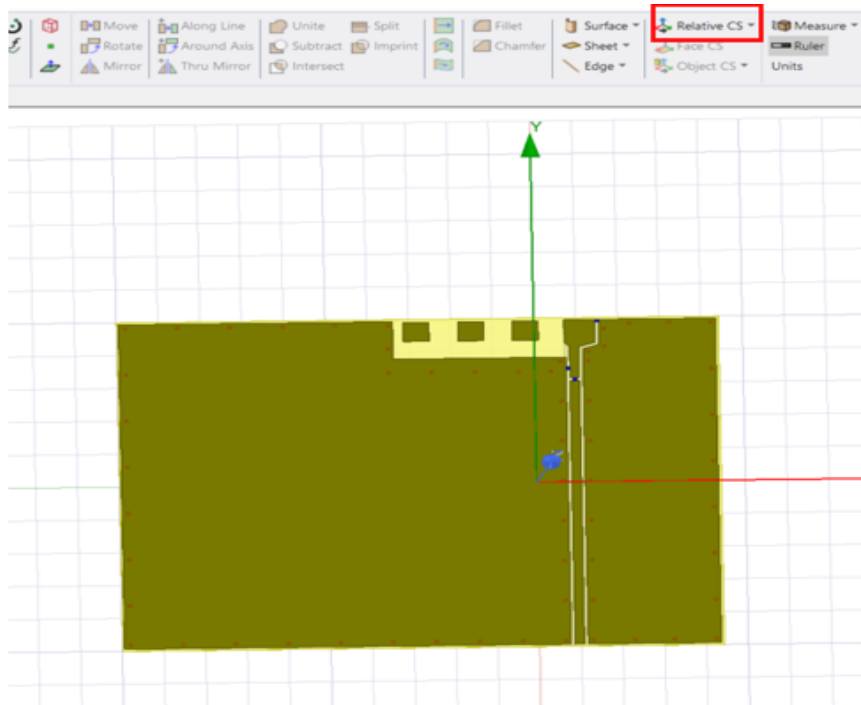 Move Along Line Unite Split Fillet Surface Relative CS Measure
Rotate Around Axis Subtract Imprint Chamfer Sheet Face CS Ruler
Mirror Thru Mirror Intersect Edge Object CS Units
Y